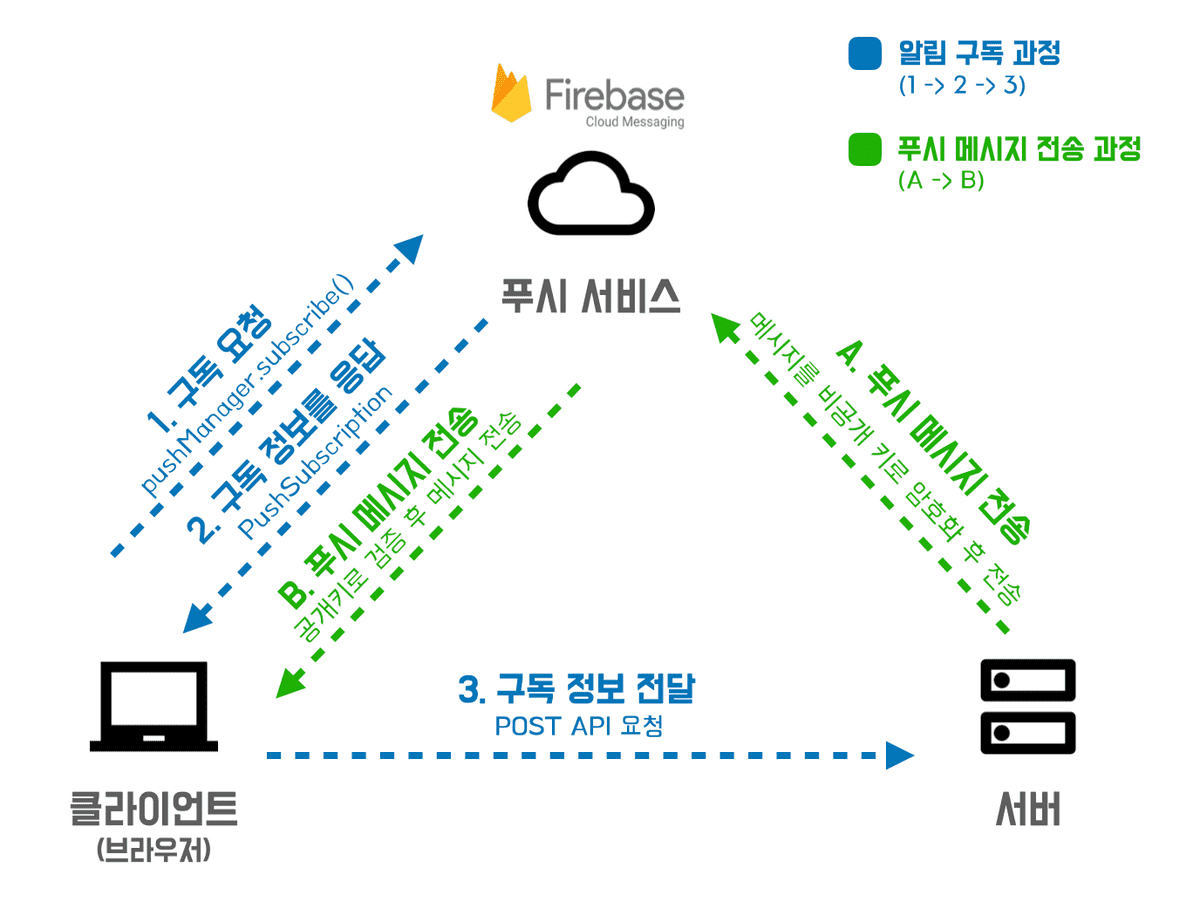 알림 구독 과정
(1 -> 2 -> 3)
푸시 메시지 전송 과정
(A -> B)
Firebase
Cloud Messaging
푸시 서비스
1. 구독 요청
pushManager.subscribe()
2. 구독 정보를 응답
PushSubscription
B. 푸시 메시지 전송
공개키로 검증 후 메시지 전송
A. 푸시 메시지 전송
메시지를 비공개 키로 암호화 후 전송
3. 구독 정보 전달
POST API 요청
클라이언트
(브라우저)
서버